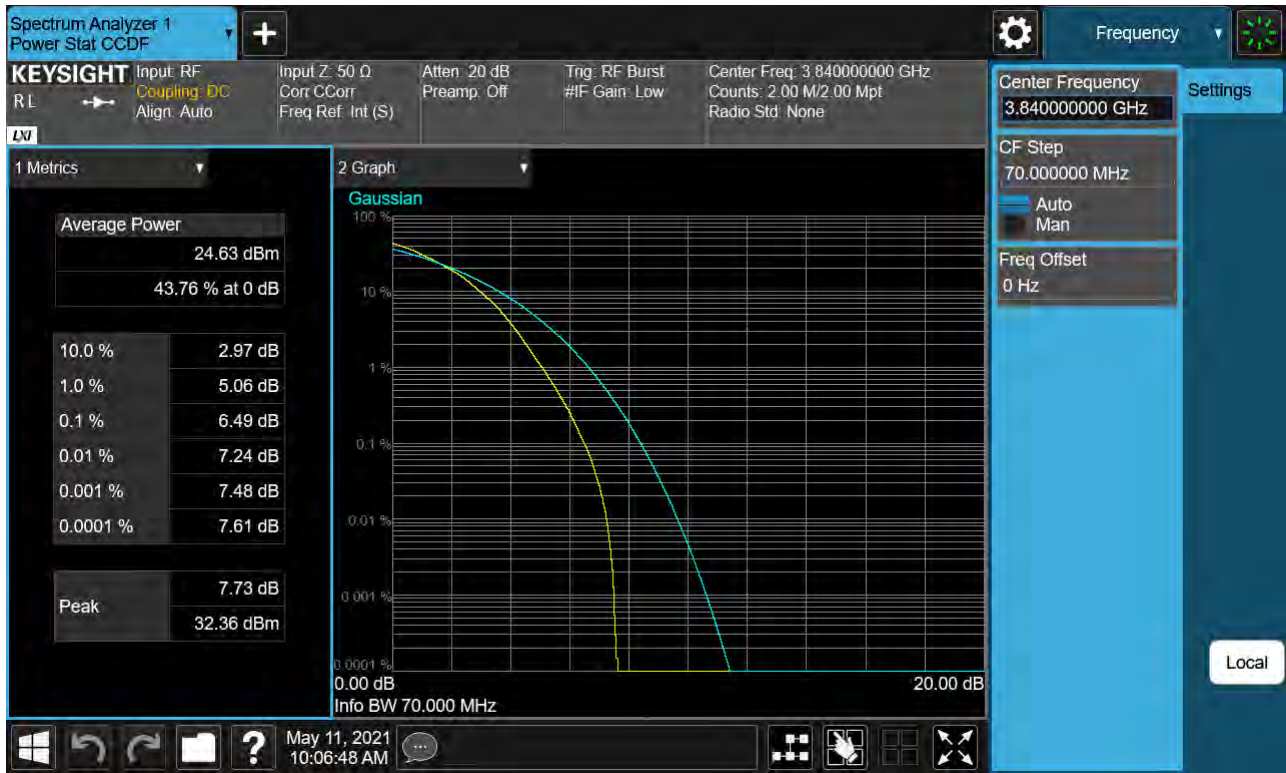 Spectrum Analyzer 1
Power Stat CCDF
Frequency
KEYSIGHT
RL
LXI
Input: RF
Coupling: DC
Align: Auto
Input Z: 50 Ω
Corr CCorr
Freq Ref: Int (S)
Atten: 20 dB
Preamp: Off
Trig: RF Burst
#IF Gain: Low
Center Freq: 3.840000000 GHz
Counts: 2.00 M/2.00 Mpt
Radio Std: None
1 Metrics
Average Power
24.63 dBm
43.76 % at 0 dB
10.0 % 2.97 dB
1.0 % 5.06 dB
0.1 % 6.49 dB
0.01 % 7.24 dB
0.001 % 7.48 dB
0.0001 % 7.61 dB
Peak
7.73 dB
32.36 dBm
2 Graph
Gaussian
100 %
10 %
1 %
0.1 %
0.01 %
0.001 %
0.0001 %
0.00 dB 20.00 dB
Info BW 70.000 MHz
Center Frequency
3.840000000 GHz
Settings
CF Step
70.000000 MHz
Auto
Man
Freq Offset
0 Hz
Local
May 11, 2021
10:06:48 AM